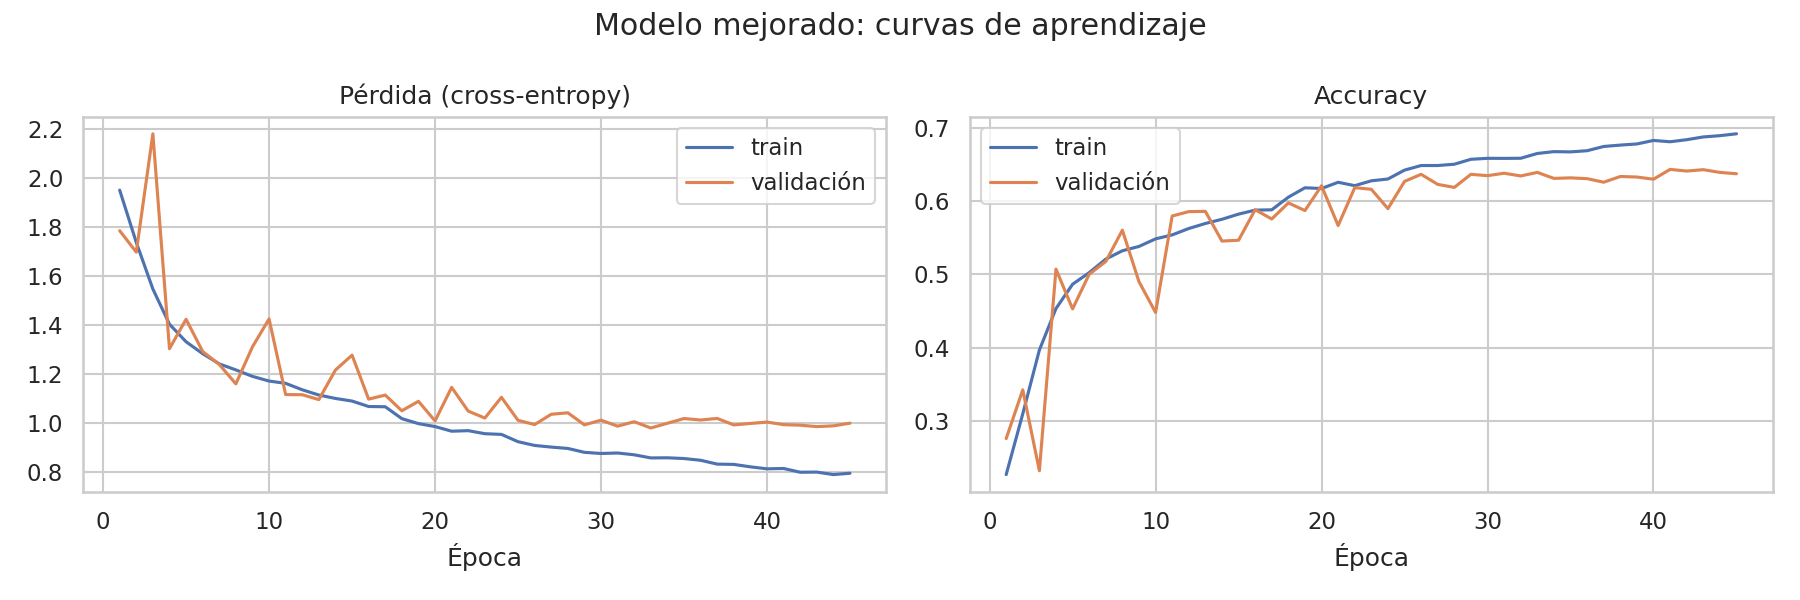 Modelo mejorado: curvas de aprendizaje
Pérdida (cross-entropy)
2.2
2.0
1.8
1.6
1.4
1.2
1.0
0.8
train
validación
0 10 20 30 40
Época
Accuracy
0.7
0.6
0.5
0.4
0.3
train
validación
0 10 20 30 40
Época